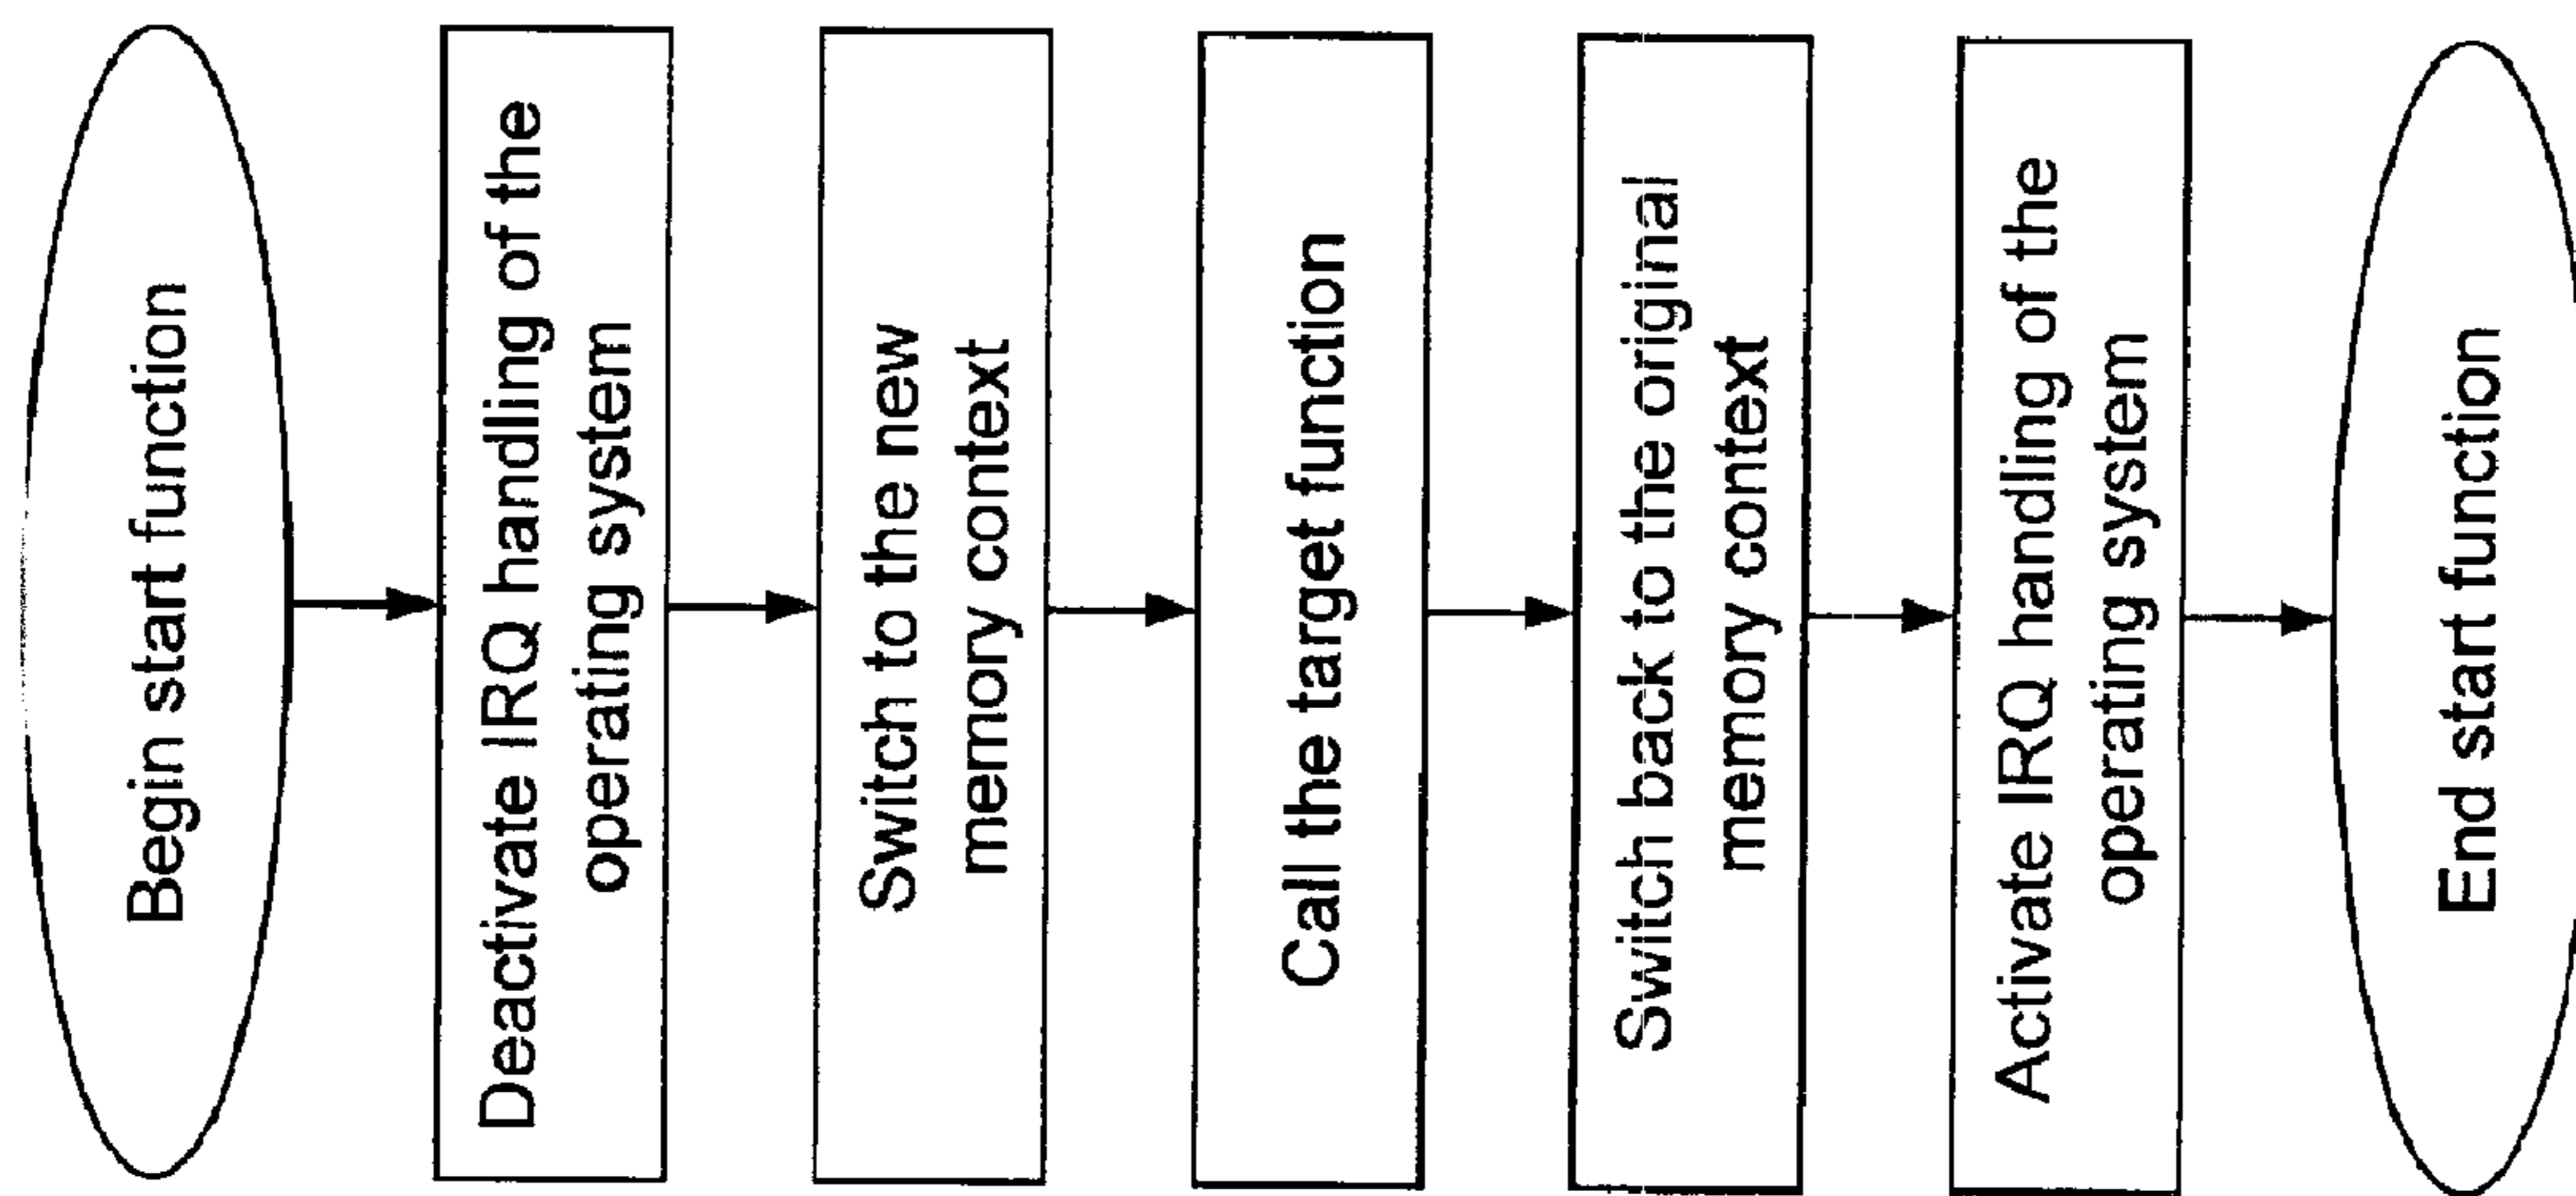 Begin start function
Deactivate IRQ handling of the
operating system
Switch to the new
memory context
Call the target function
Switch back to the original
memory context
Activate IRQ handling of the
operating system
End start function